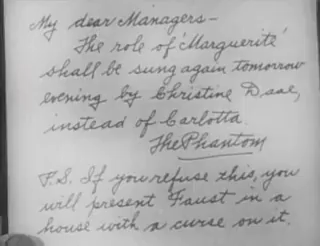 My dear Managers-
The role of 'Marguerite'
shall be sung again tomorrow
evening by Christine Daae,
instead of Carlotta.
The Phantom
P.S. If you refuse this, you
will present Faust in a
house with a curse on it.